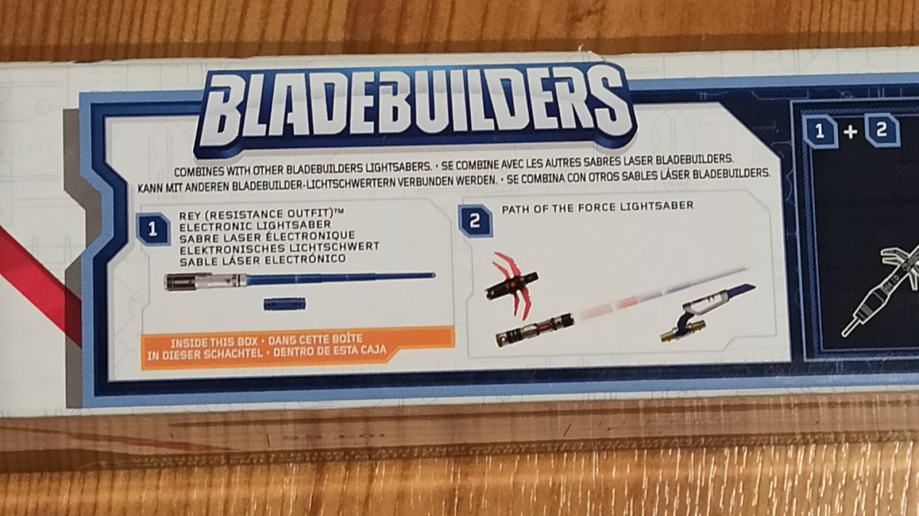 BLADEBUILDERS
COMBINES WITH OTHER BLADEBUILDERS LIGHTSABERS. • SE COMBINE AVEC LES AUTRES SABRES LASER BLADEBUILDERS.
KANN MIT ANDEREN BLADEBUILDER-LICHTSCHWERTERN VERBUNDEN WERDEN. • SE COMBINA CON OTROS SABLES LÁSER BLADEBUILDERS.
1
REY (RESISTANCE OUTFIT)™
ELECTRONIC LIGHTSABER
SABRE LASER ÉLECTRONIQUE
ELEKTRONISCHES LICHTSCHWERT
SABLE LÁSER ELECTRÓNICO
INSIDE THIS BOX • DANS CETTE BOÎTE
IN DIESER SCHACHTEL • DENTRO DE ESTA CAJA
2
PATH OF THE FORCE LIGHTSABER
1 + 2